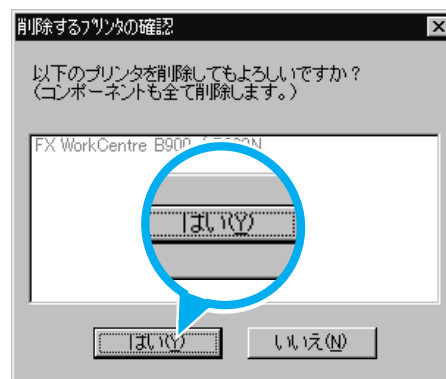 削除するプリンタの確認
以下のプリンタを削除してもよろしいですか?
(コンポーネントも全て削除します。)
FX WorkCentre B900 /
はい(Y)
はい(Y) いいえ(N)